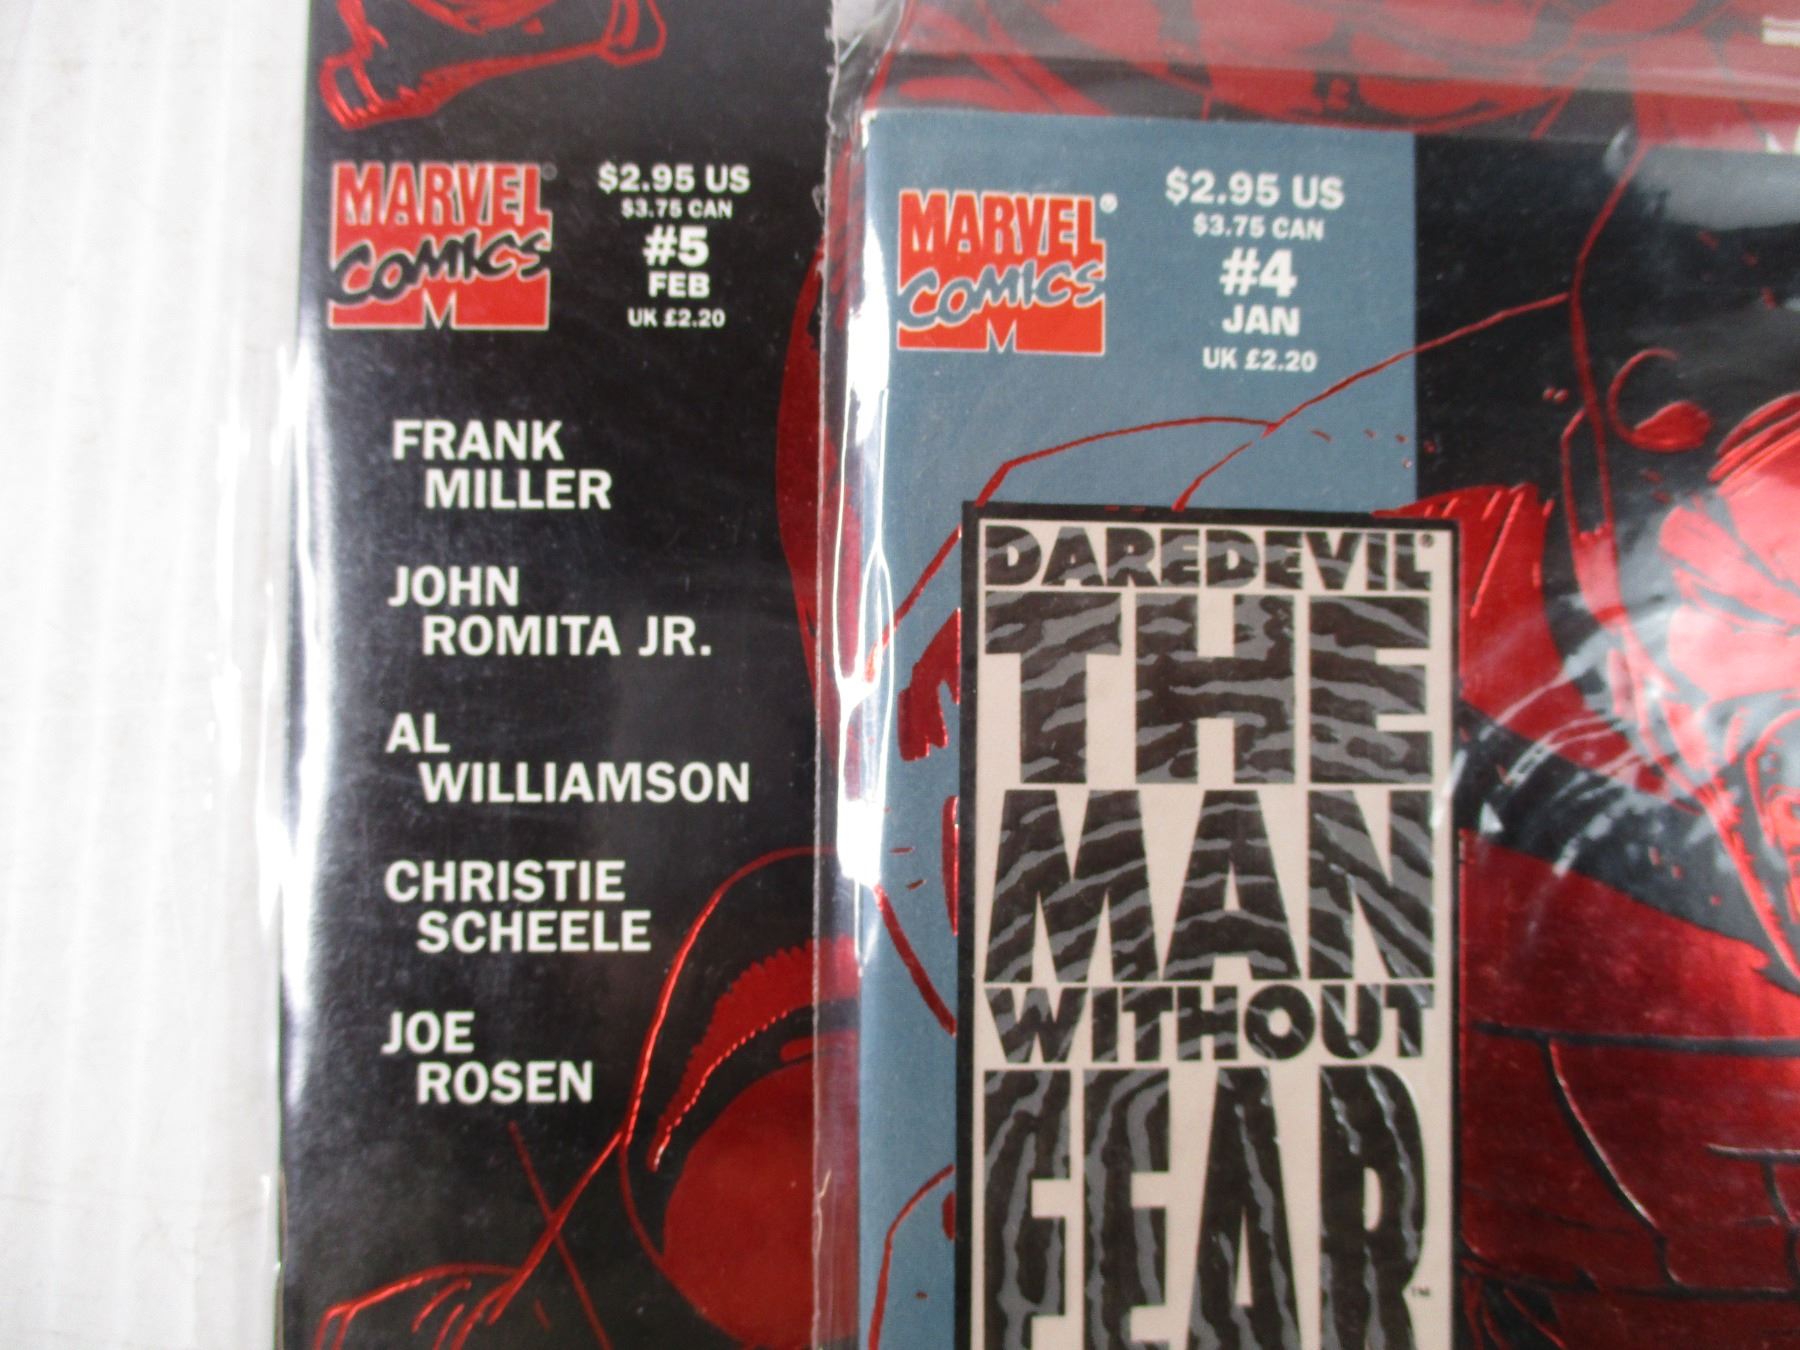 MARVEL
COMICS
M
$2.95 US
$3.75 CAN
#5
FEB
UK £2.20
FRANK
MILLER
JOHN
ROMITA JR.
AL
WILLIAMSON
CHRISTIE
SCHEELE
JOE
ROSEN
MARVEL®
COMICS
M
$2.95 US
$3.75 CAN
#4
JAN
UK £2.20
DAREDEVIL®
THE
MAN
WITHOUT
FEAR™